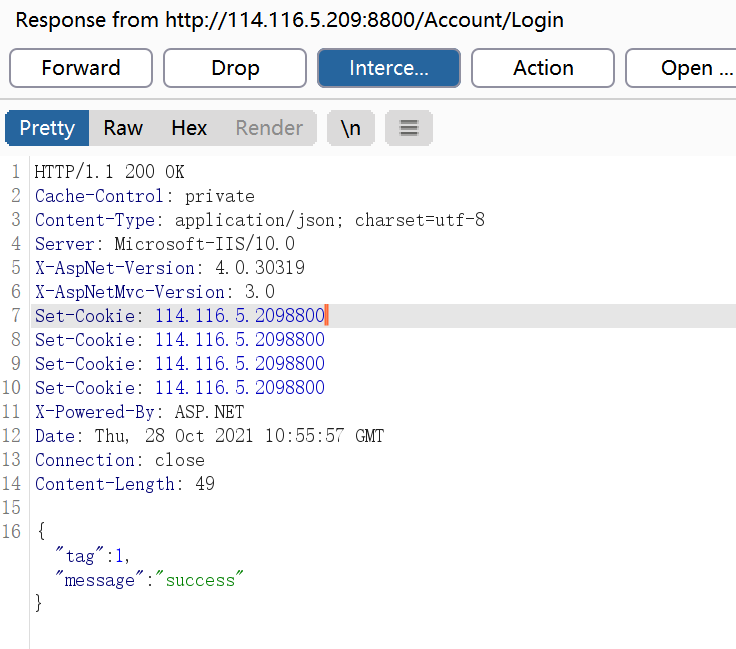 Response from http://114.116.5.209:8800/Account/Login
Forward Drop Interce... Action Open ...
Pretty Raw Hex Render \n
1 HTTP/1.1 200 OK
2 Cache-Control: private
3 Content-Type: application/json; charset=utf-8
4 Server: Microsoft-IIS/10.0
5 X-AspNet-Version: 4.0.30319
6 X-AspNetMvc-Version: 3.0
7 Set-Cookie: 114.116.5.2098800
8 Set-Cookie: 114.116.5.2098800
9 Set-Cookie: 114.116.5.2098800
10 Set-Cookie: 114.116.5.2098800
11 X-Powered-By: ASP.NET
12 Date: Thu, 28 Oct 2021 10:55:57 GMT
13 Connection: close
14 Content-Length: 49
15
16 {
"tag":1,
"message":"success"
}